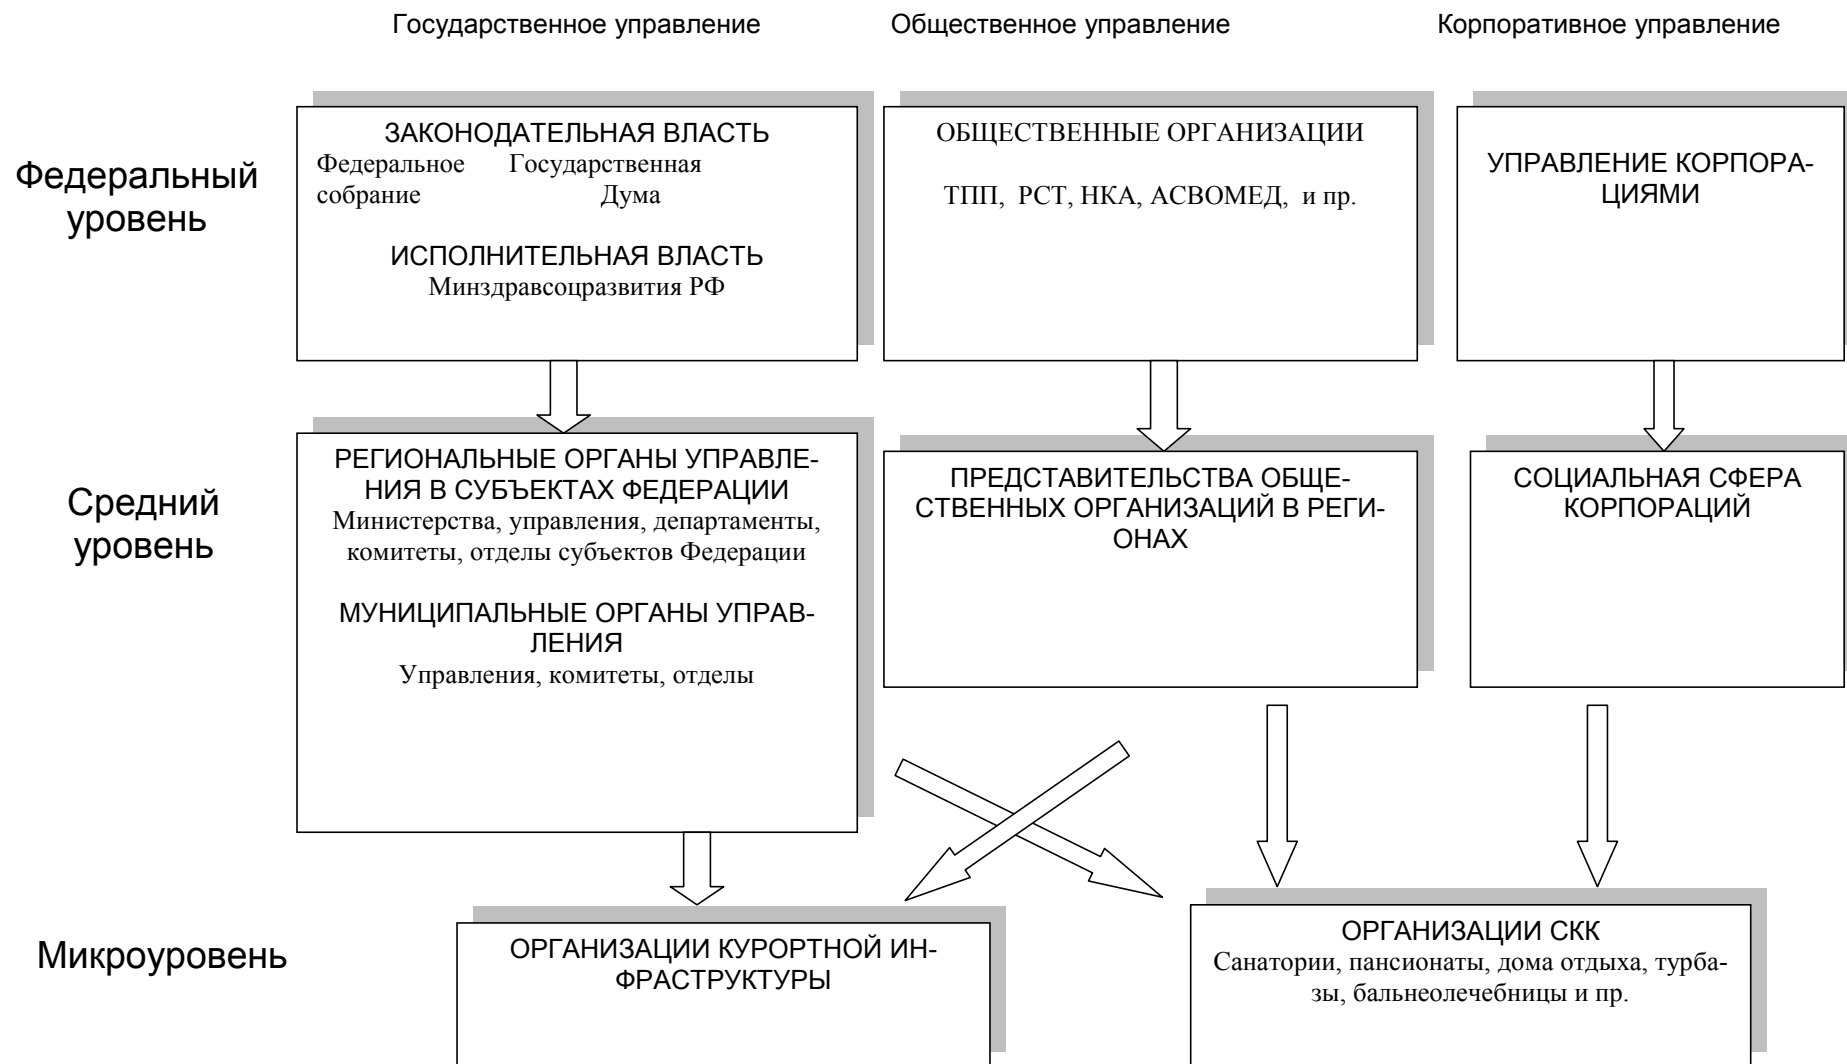 Государственное управление
Общественное управление
Корпоративное управление
Федеральный
уровень
ЗАКОНОДАТЕЛЬНАЯ ВЛАСТЬ
Федеральное Государственная
собрание Дума
ИСПОЛНИТЕЛЬНАЯ ВЛАСТЬ
Минздравсоцразвития РФ
ОБЩЕСТВЕННЫЕ ОРГАНИЗАЦИИ
ТПП, РСТ, НКА, АСВОМЕД, и пр.
УПРАВЛЕНИЕ КОРПОРА-
ЦИЯМИ
Средний
уровень
РЕГИОНАЛЬНЫЕ ОРГАНЫ УПРАВЛЕ-
НИЯ В СУБЪЕКТАХ ФЕДЕРАЦИИ
Министерства, управления, департаменты,
комитеты, отделы субъектов Федерации
МУНИЦИПАЛЬНЫЕ ОРГАНЫ УПРАВ-
ЛЕНИЯ
Управления, комитеты, отделы
ПРЕДСТАВИТЕЛЬСТВА ОБЩЕ-
СТВЕННЫХ ОРГАНИЗАЦИЙ В РЕГИ-
ОНАХ
СОЦИАЛЬНАЯ СФЕРА
КОРПОРАЦИЙ
Микроуровень
ОРГАНИЗАЦИИ КУРОРТНОЙ ИН-
ФРАСТРУКТУРЫ
ОРГАНИЗАЦИИ СКК
Санатории, пансионаты, дома отдыха, турба-
зы, бальнеолечебницы и пр.